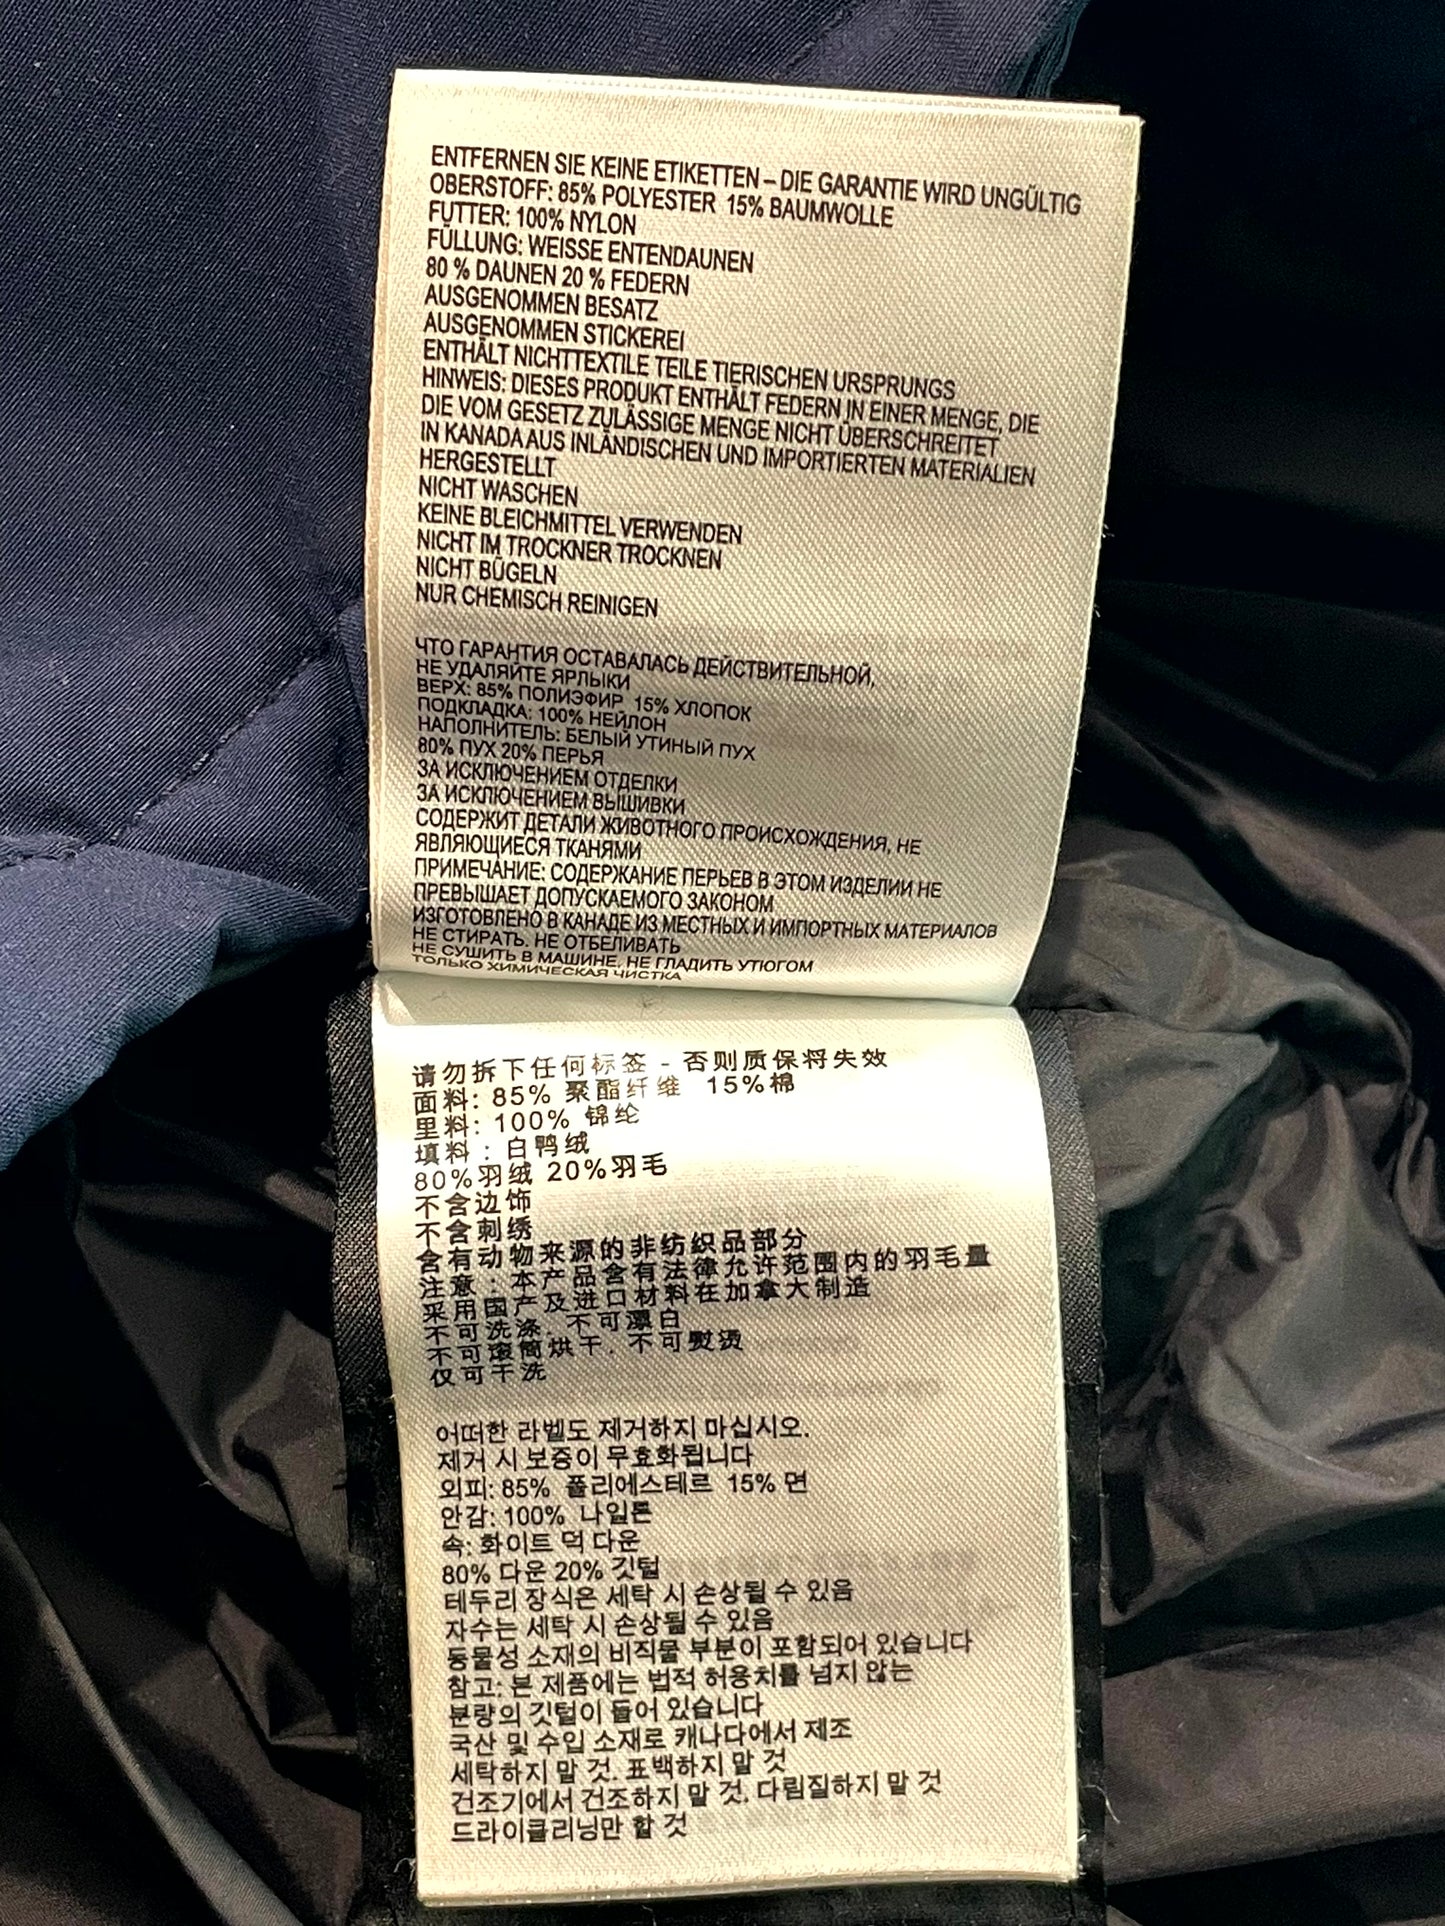 ENTFERNEN SIE KEINE ETIKETTEN – DIE GARANTIE WIRD UNGÜLTIG
OBERSTOFF: 85% POLYESTER 15% BAUMWOLLE
FUTTER: 100% NYLON
FÜLLUNG: WEISSE ENTENDAUNEN
80 % DAUNEN 20 % FEDERN
AUSGENOMMEN BESATZ
AUSGENOMMEN STICKEREI
ENTHÄLT NICHTTEXTILE TEILE TIERISCHEN URSPRUNGS
HINWEIS: DIESES PRODUKT ENTHÄLT FEDERN IN EINER MENGE, DIE
DIE VOM GESETZ ZULÄSSIGE MENGE NICHT ÜBERSCHREITET
IN KANADA AUS INLÄNDISCHEN UND IMPORTIERTEN MATERIALIEN
HERGESTELLT
NICHT WASCHEN
KEINE BLEICHMITTEL VERWENDEN
NICHT IM TROCKNER TROCKNEN
NICHT BÜGELN
NUR CHEMISCH REINIGEN
ЧТО ГАРАНТИЯ ОСТАВАЛАСЬ ДЕЙСТВИТЕЛЬНОЙ,
НЕ УДАЛЯЙТЕ ЯРЛЫКИ
ВЕРХ: 85% ПОЛИЭФИР 15% ХЛОПОК
ПОДКЛАДКА: 100% НЕЙЛОН
НАПОЛНИТЕЛЬ: БЕЛЫЙ УТИНЫЙ ПУХ
80% ПУХ 20% ПЕРЬЯ
ЗА ИСКЛЮЧЕНИЕМ ОТДЕЛКИ
ЗА ИСКЛЮЧЕНИЕМ ВЫШИВКИ
СОДЕРЖИТ ДЕТАЛИ ЖИВОТНОГО ПРОИСХОЖДЕНИЯ, НЕ
ЯВЛЯЮЩИЕСЯ ТКАНЯМИ
ПРИМЕЧАНИЕ: СОДЕРЖАНИЕ ПЕРЬЕВ В ЭТОМ ИЗДЕЛИИ НЕ
ПРЕВЫШАЕТ ДОПУСКАЕМОГО ЗАКОНОМ
ИЗГОТОВЛЕНО В КАНАДЕ ИЗ МЕСТНЫХ И ИМПОРТНЫХ МАТЕРИАЛОВ
НЕ СТИРАТЬ. НЕ ОТБЕЛИВАТЬ
НЕ СУШИТЬ В МАШИНЕ. НЕ ГЛАДИТЬ УТЮГОМ
ТОЛЬКО ХИМИЧЕСКАЯ ЧИСТКА
请勿拆下任何标签 - 否则质保将失效
面料: 85% 聚酯纤维 15%棉
里料: 100% 锦纶
填料 : 白鸭绒
80%羽绒 20%羽毛
不含边饰
不含刺绣
含有动物来源的非纺织品部分
注意 : 本产品含有法律允许范围内的羽毛量
采用国产及进口材料在加拿大制造
不可洗涤. 不可漂白
不可滚筒烘干. 不可熨烫
仅可干洗
어떠한 라벨도 제거하지 마십시오.
제거 시 보증이 무효화됩니다
외피: 85% 폴리에스테르 15% 면
안감: 100% 나일론
속: 화이트 덕 다운
80% 다운 20% 깃털
테두리 장식은 세탁 시 손상될 수 있음
자수는 세탁 시 손상될 수 있음
동물성 소재의 비직물 부분이 포함되어 있습니다
참고: 본 제품에는 법적 허용치를 넘지 않는
분량의 깃털이 들어 있습니다
국산 및 수입 소재로 캐나다에서 제조
세탁하지 말 것. 표백하지 말 것
건조기에서 건조하지 말 것. 다림질하지 말 것
드라이클리닝만 할 것